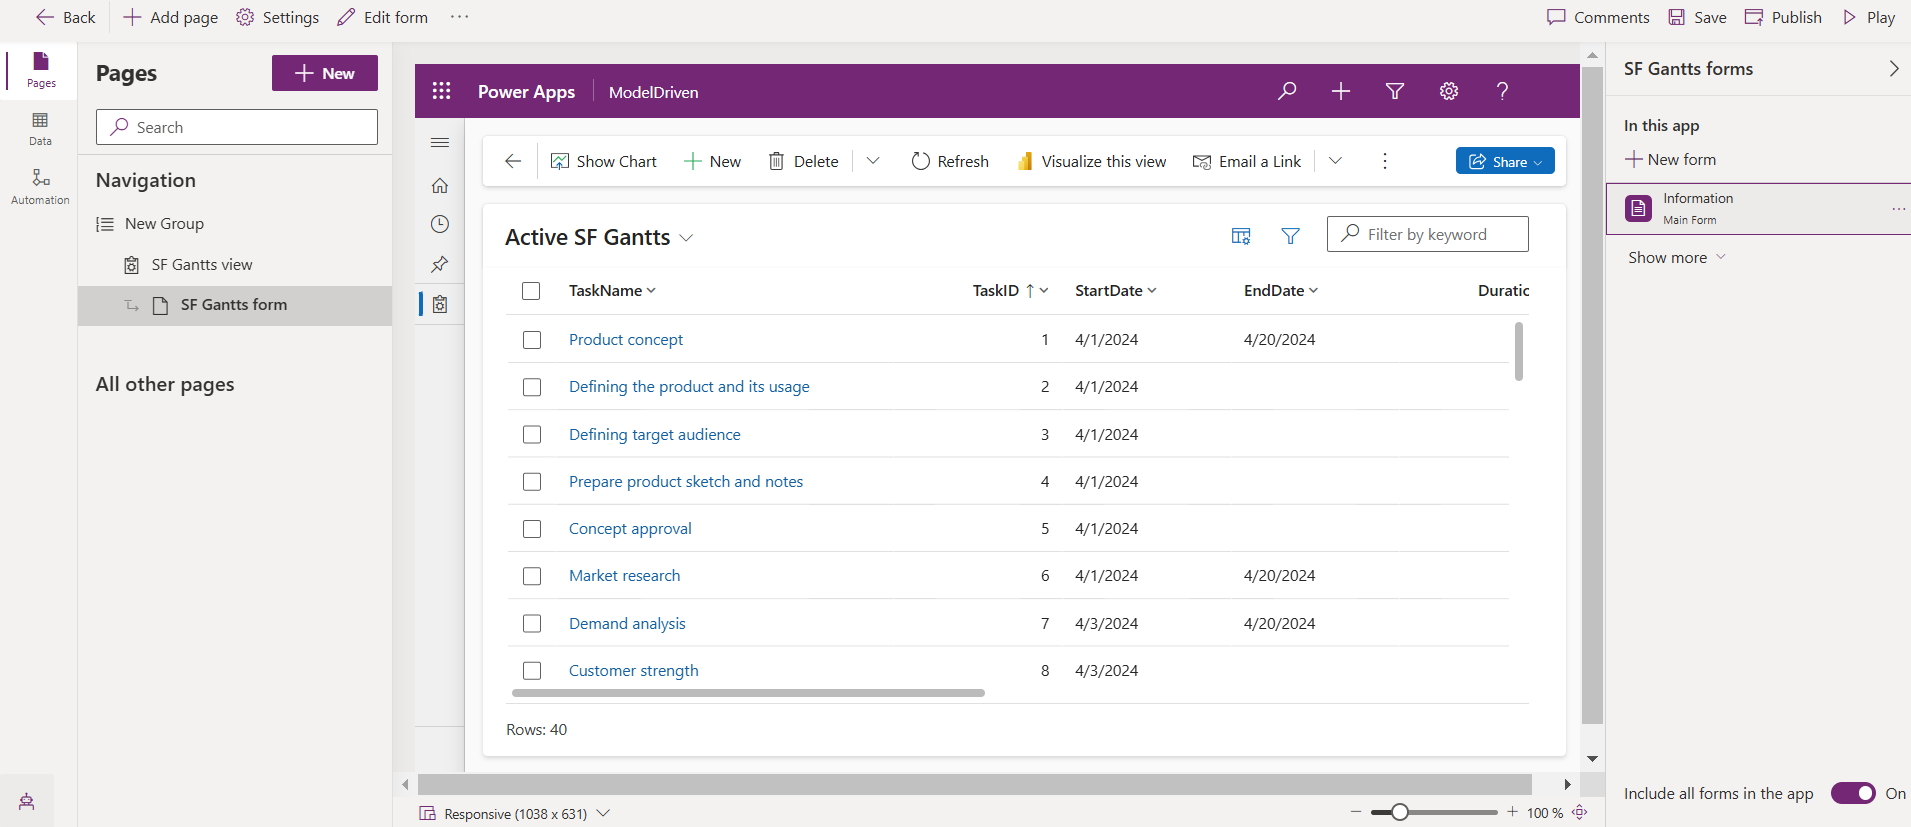 Back Add page Settings Edit form ... Comments Save Publish Play
Pages
Data
Automation
Pages
New
Search
Navigation
New Group
SF Gantts view
SF Gantts form
All other pages
Power Apps ModelDriven
Show Chart New Delete Refresh Visualize this view Email a Link Share
Active SF Gantts
Filter by keyword
TaskName TaskID StartDate EndDate Duratio
Product concept 1 4/1/2024 4/20/2024
Defining the product and its usage 2 4/1/2024
Defining target audience 3 4/1/2024
Prepare product sketch and notes 4 4/1/2024
Concept approval 5 4/1/2024
Market research 6 4/1/2024 4/20/2024
Demand analysis 7 4/3/2024 4/20/2024
Customer strength 8 4/3/2024
Rows: 40
Responsive (1038 x 631) 100 %
SF Gantts forms
In this app
New form
Information
Main Form
Show more
Include all forms in the app On